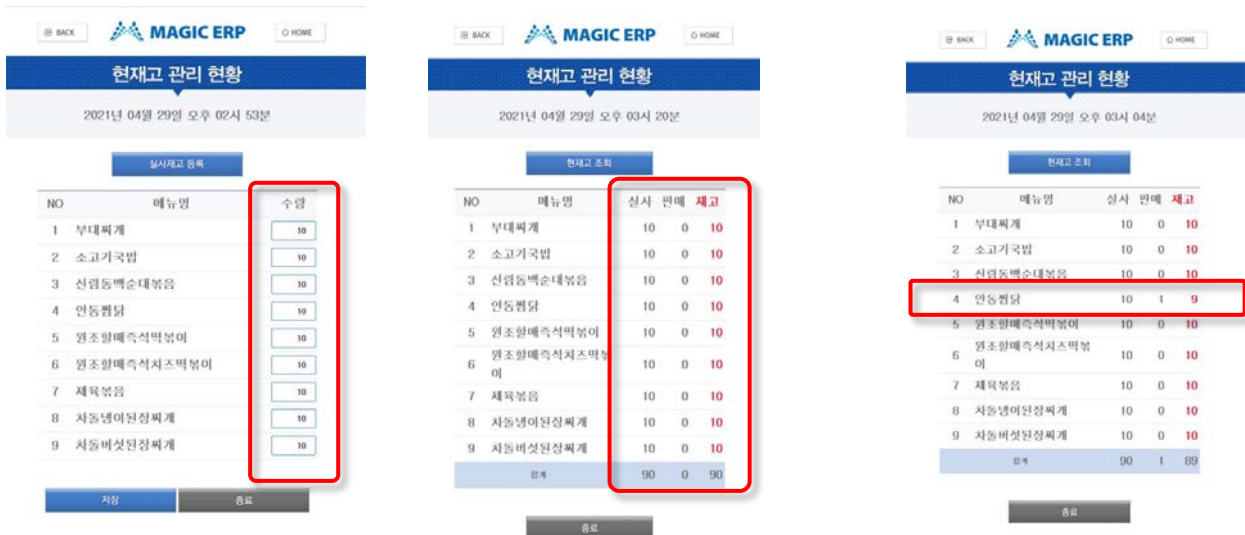 BACK MAGIC ERP HOME
현재고 관리 현황
2021년 04월 29일 오후 02시 53분
실사재고 등록
NO 메뉴명 수량
1 부대찌개 10
2 소고기국밥 10
3 신림동백순대볶음 10
4 안동찜닭 10
5 원조할매즉석떡볶이 10
6 원조할매즉석치즈떡볶이 10
7 제육볶음 10
8 차돌냉이된장찌개 10
9 차돌버섯된장찌개 10
저장 종료
BACK MAGIC ERP HOME
현재고 관리 현황
2021년 04월 29일 오후 03시 20분
현재고 조회
NO 메뉴명 실사 판매 재고
1 부대찌개 10 0 10
2 소고기국밥 10 0 10
3 신림동백순대볶음 10 0 10
4 안동찜닭 10 0 10
5 원조할매즉석떡볶이 10 0 10
6 원조할매즉석치즈떡볶
이 10 0 10
7 제육볶음 10 0 10
8 차돌냉이된장찌개 10 0 10
9 차돌버섯된장찌개 10 0 10
합계 90 0 90
종료
BACK MAGIC ERP HOME
현재고 관리 현황
2021년 04월 29일 오후 03시 04분
현재고 조회
NO 메뉴명 실사 판매 재고
1 부대찌개 10 0 10
2 소고기국밥 10 0 10
3 신림동백순대볶음 10 0 10
4 안동찜닭 10 1 9
5 원조할매즉석떡볶이 10 0 10
6 원조할매즉석치즈떡볶
이 10 0 10
7 제육볶음 10 0 10
8 차돌냉이된장찌개 10 0 10
9 차돌버섯된장찌개 10 0 10
합계 90 1 89
종료